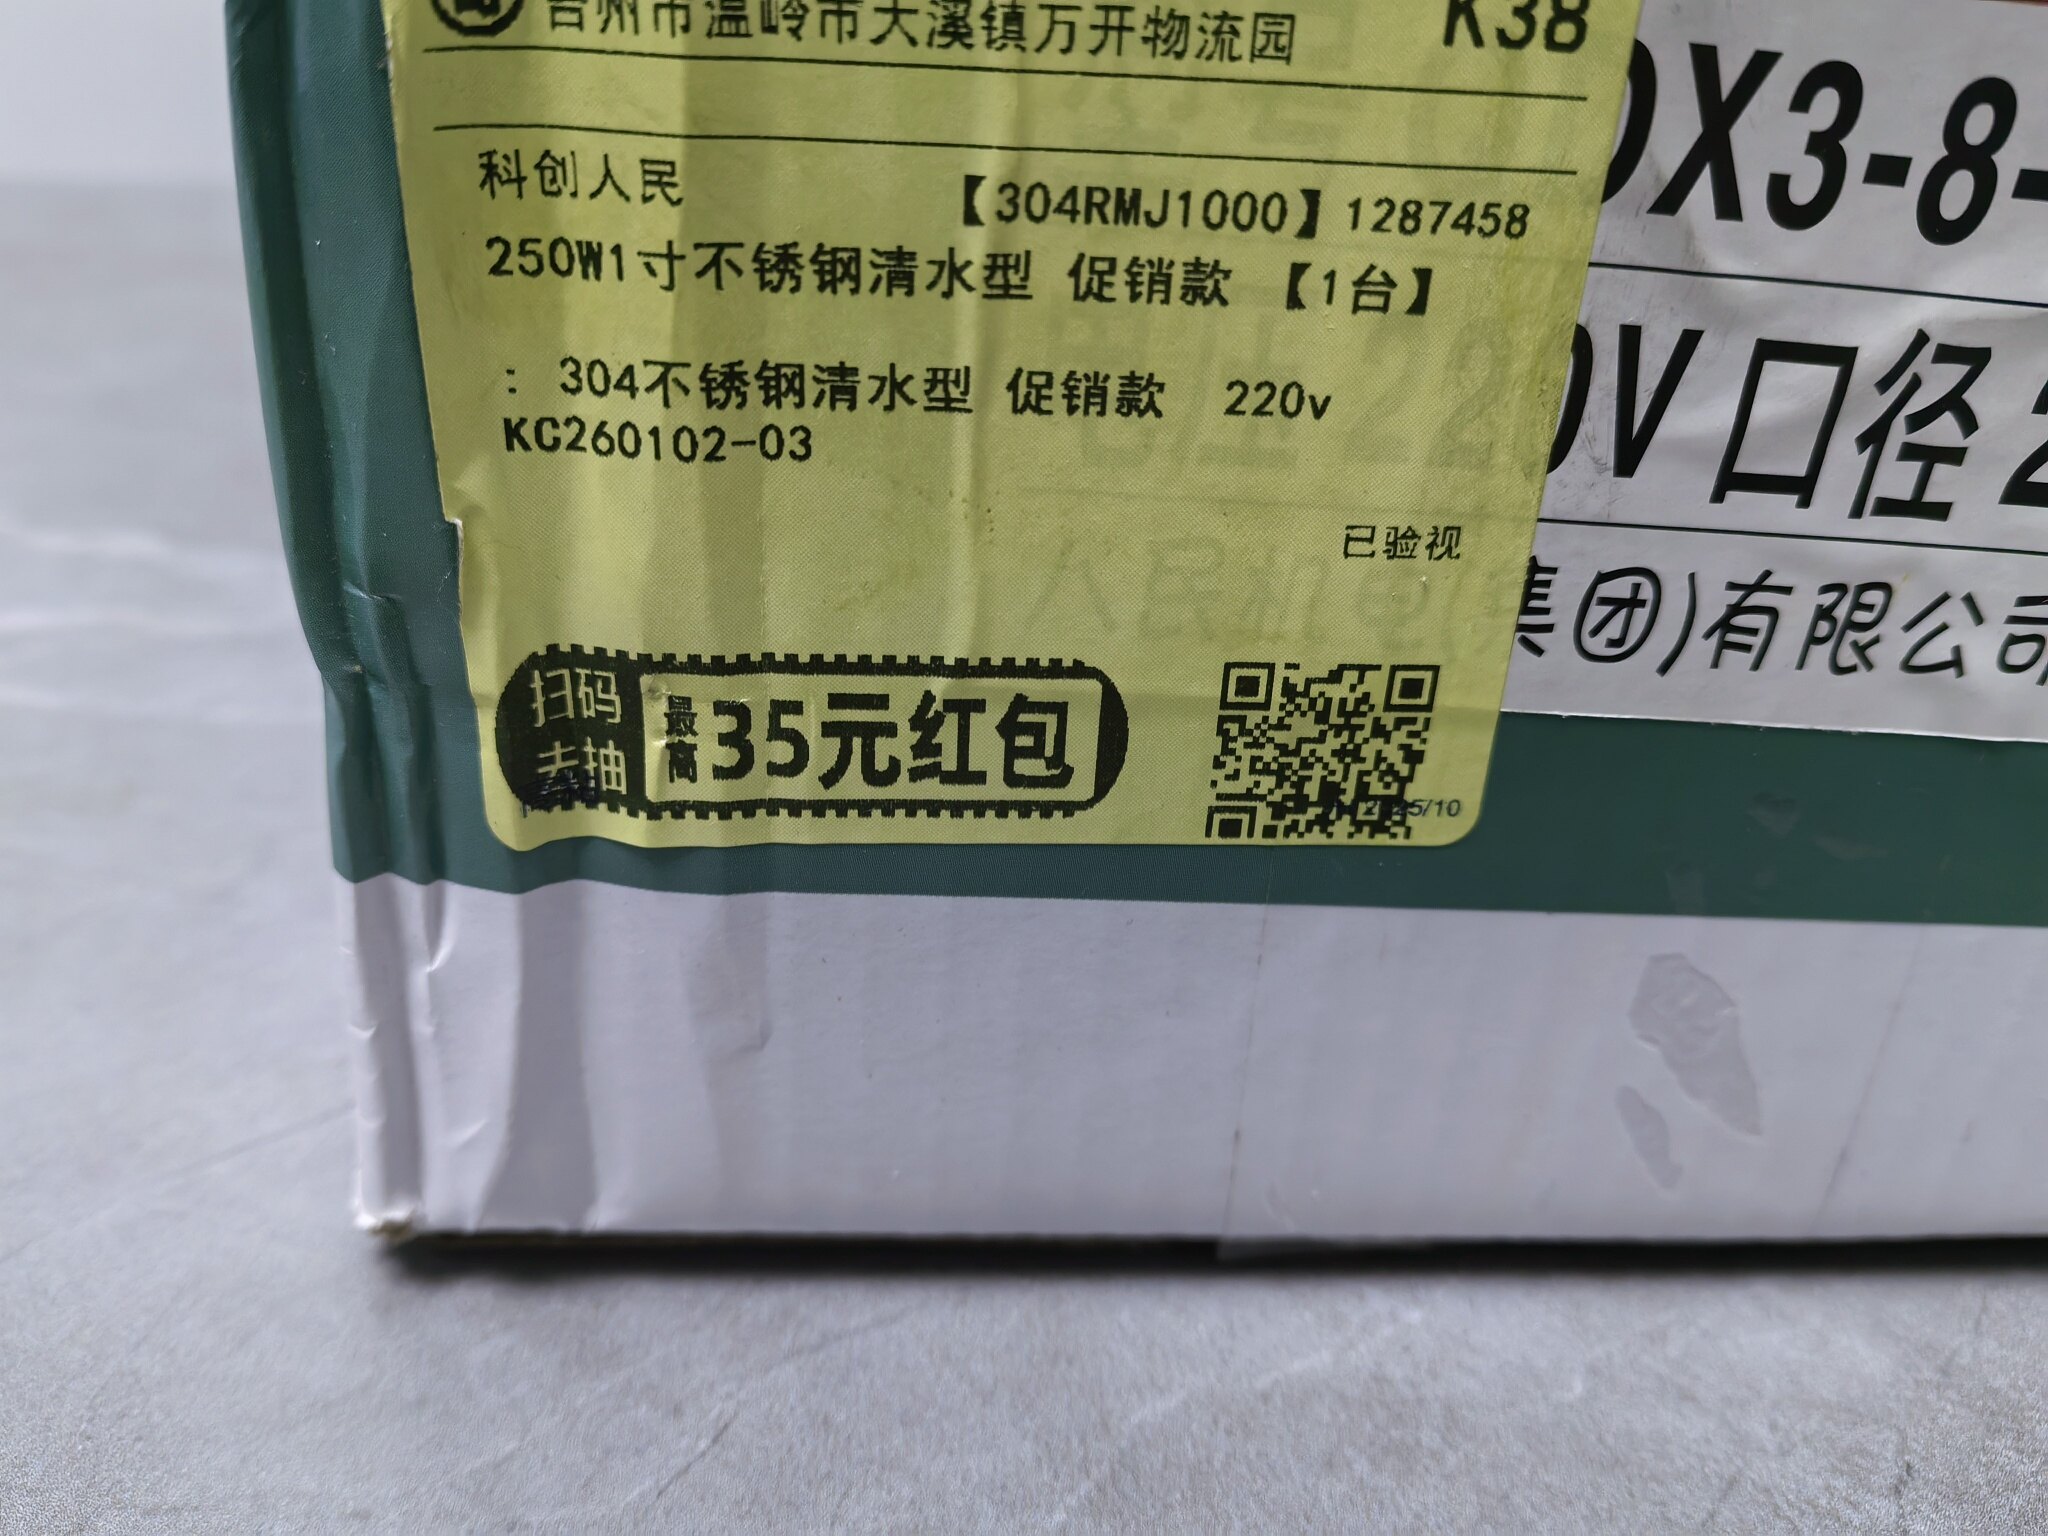 台州市温岭市大溪镇万开物流园 K38
科创人民 【304RMJ1000】1287458
250W1寸不锈钢清水型 促销款 【1台】
: 304不锈钢清水型 促销款 220v
KC260102-03
已验视
扫码
去抽
最高
35元红包
/10
DX3-8-
0V 口径2
集团)有限公司